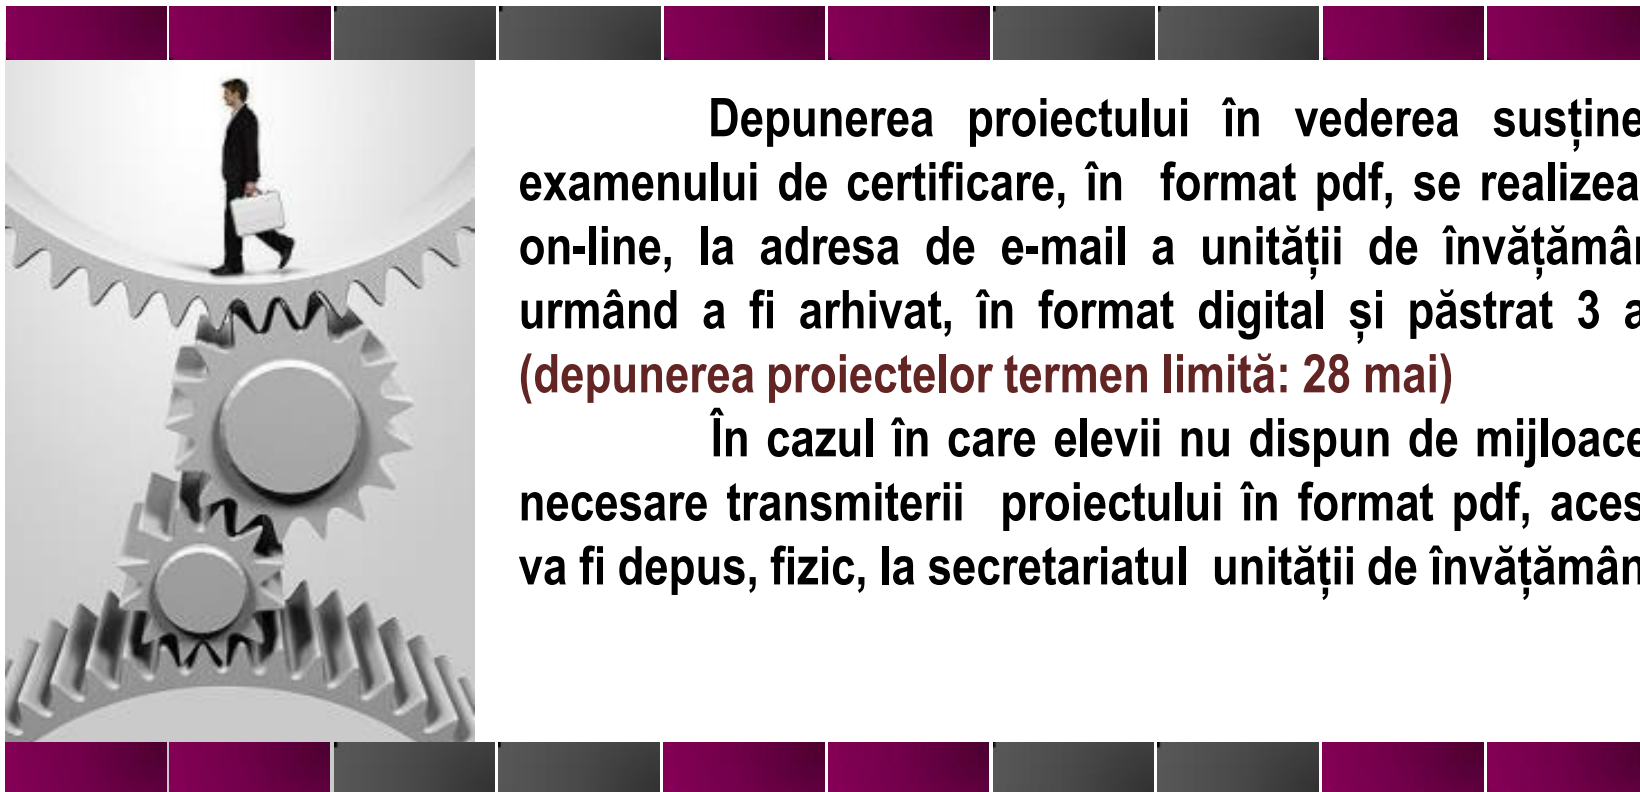 Depunerea proiectului în vederea susține
examenului de certificare, în format pdf, se realizea
on-line, la adresa de e-mail a unității de învățămâ
urmând a fi arhivat, în format digital și păstrat 3 a
(depunerea proiectelor termen limită: 28 mai)
În cazul în care elevii nu dispun de mijloace
necesare transmiterii proiectului în format pdf, aces
va fi depus, fizic, la secretariatul unității de învățămân